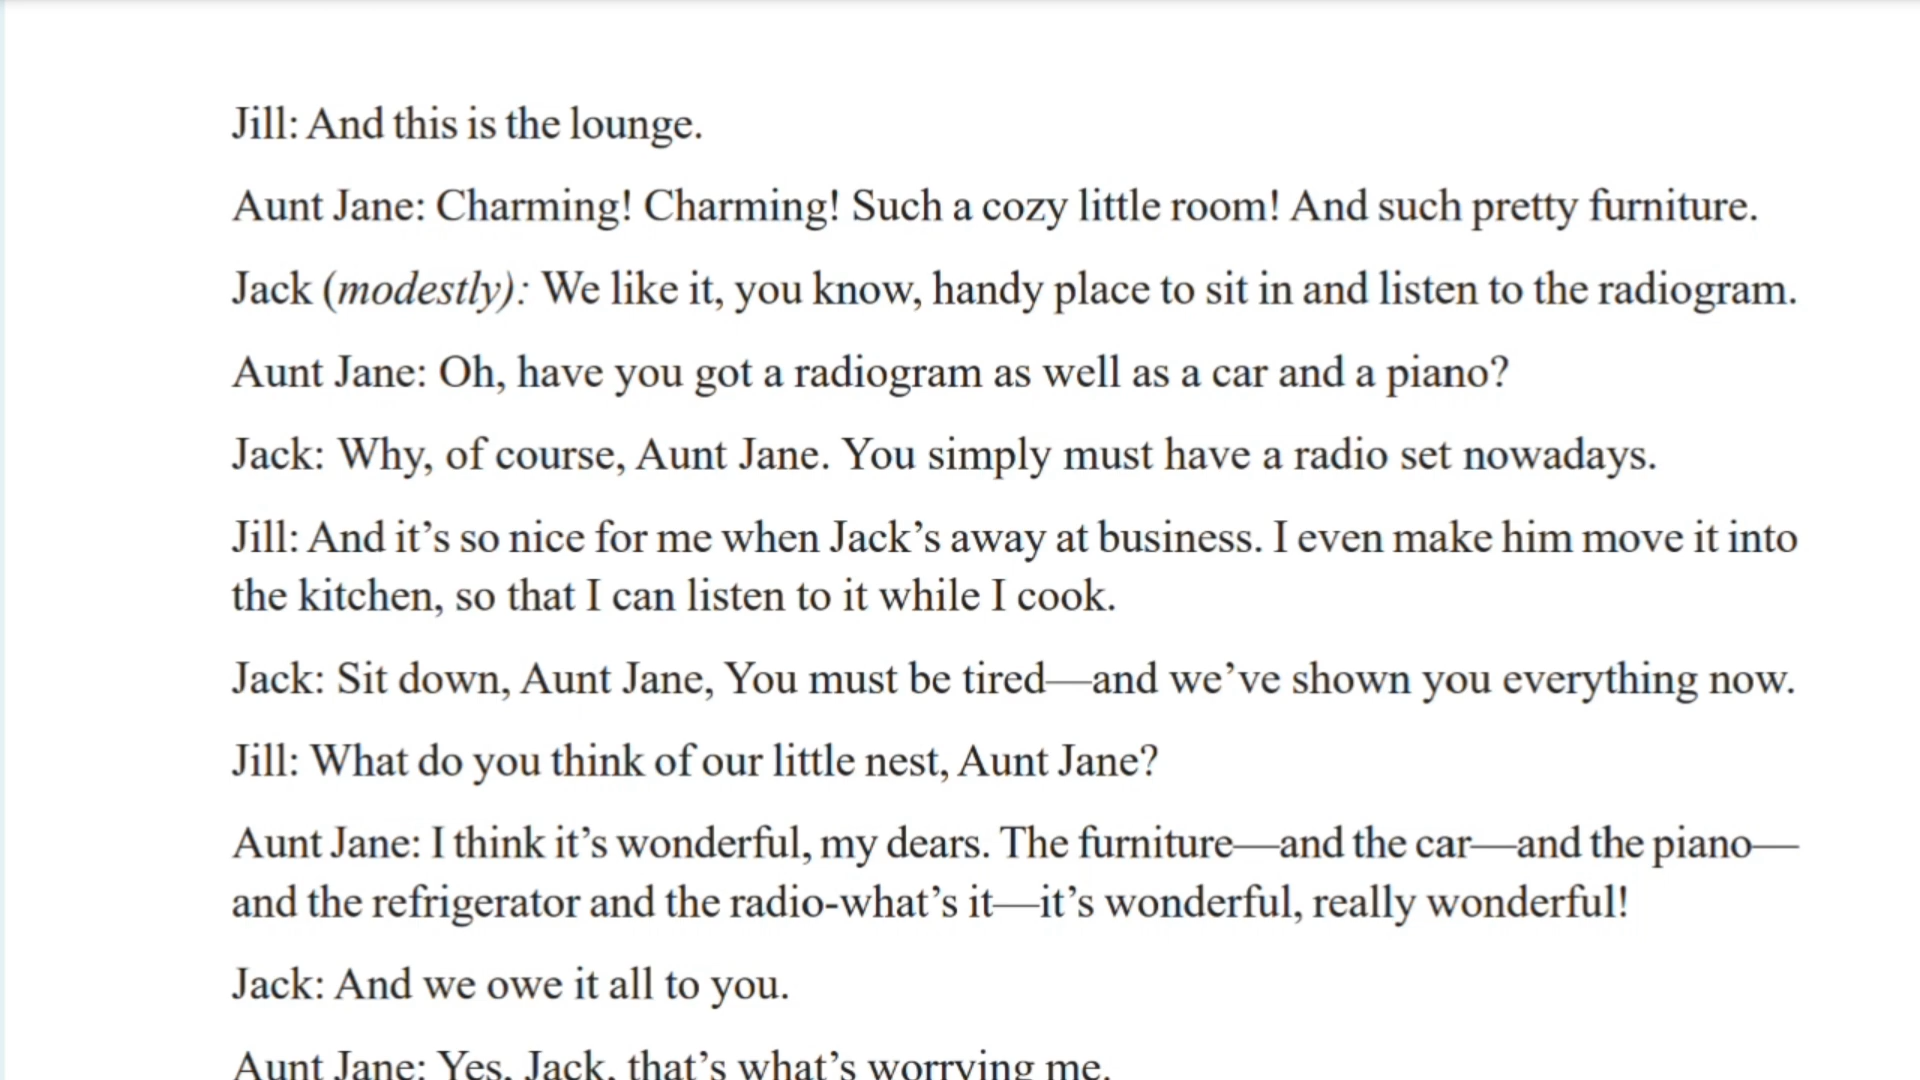 Jill: And this is the lounge.
Aunt Jane: Charming! Charming! Such a cozy little room! And such pretty furniture.
Jack (modestly): We like it, you know, handy place to sit in and listen to the radiogram.
Aunt Jane: Oh, have you got a radiogram as well as a car and a piano?
Jack: Why, of course, Aunt Jane. You simply must have a radio set nowadays.
Jill: And it’s so nice for me when Jack’s away at business. I even make him move it into
the kitchen, so that I can listen to it while I cook.
Jack: Sit down, Aunt Jane, You must be tired—and we’ve shown you everything now.
Jill: What do you think of our little nest, Aunt Jane?
Aunt Jane: I think it’s wonderful, my dears. The furniture—and the car—and the piano—
and the refrigerator and the radio-what’s it—it’s wonderful, really wonderful!
Jack: And we owe it all to you.
Aunt Jane: Yes, Jack, that’s what’s worrying me.